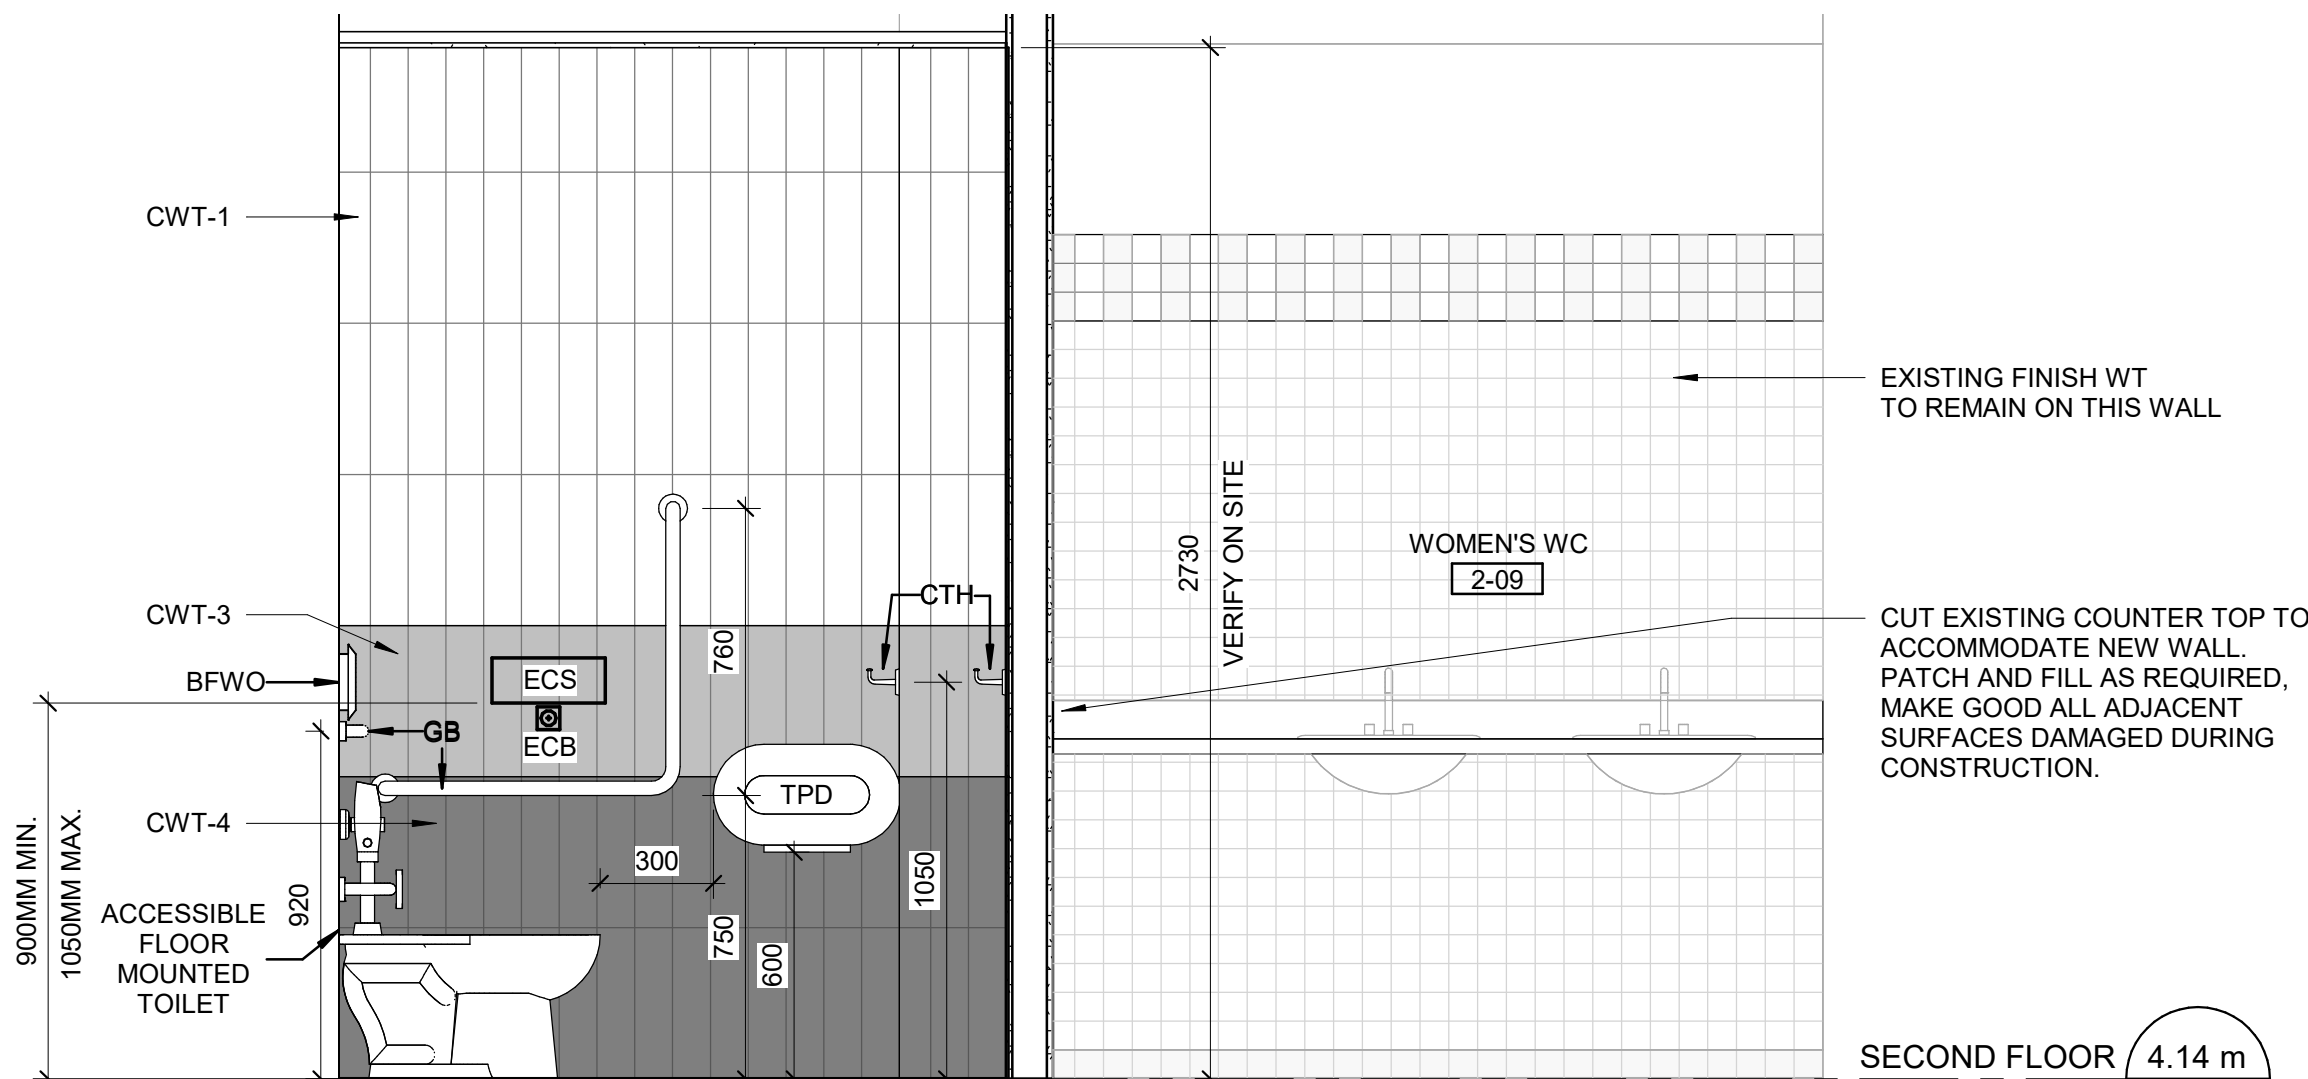 CWT-1
CWT-3
BFWO
GB
CWT-4
ACCESSIBLE
FLOOR
MOUNTED
TOILET
900MM MIN.
1050MM MAX.
920
ECS
ECB
CTH
TPD
760
300
750
600
1050
2730
VERIFY ON SITE
WOMEN'S WC
2-09
EXISTING FINISH WT
TO REMAIN ON THIS WALL
CUT EXISTING COUNTER TOP TO
ACCOMMODATE NEW WALL.
PATCH AND FILL AS REQUIRED,
MAKE GOOD ALL ADJACENT
SURFACES DAMAGED DURING
CONSTRUCTION.
SECOND FLOOR
4.14 m